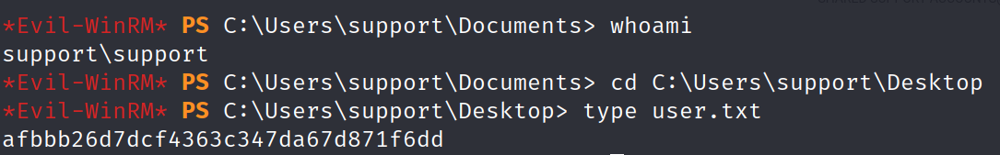 *Evil-WinRM* PS C:\Users\support\Documents> whoami
support\support
*Evil-WinRM* PS C:\Users\support\Documents> cd C:\Users\support\Desktop
*Evil-WinRM* PS C:\Users\support\Desktop> type user.txt
afbbb26d7dcf4363c347da67d871f6dd